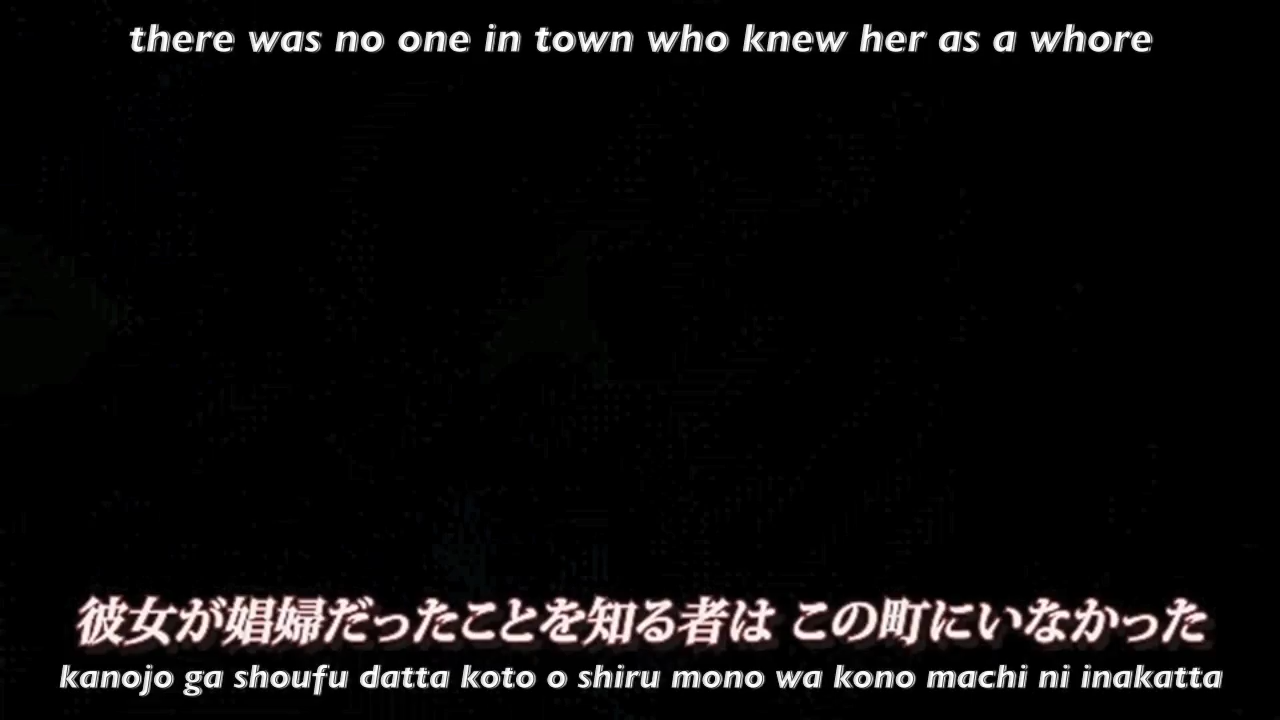 there was no one in town who knew her as a whore
彼女が娼婦だったことを知る者は この町にいなかった
kanojo ga shoufu datta koto o shiru mono wa kono machi ni inakatta